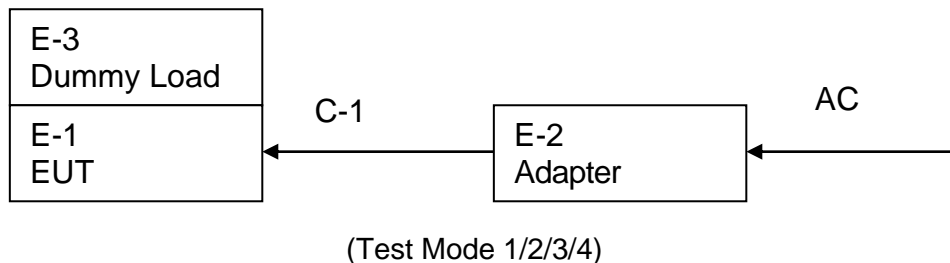 E-3
Dummy Load
E-1
EUT
C-1
E-2
Adapter
AC
(Test Mode 1/2/3/4)